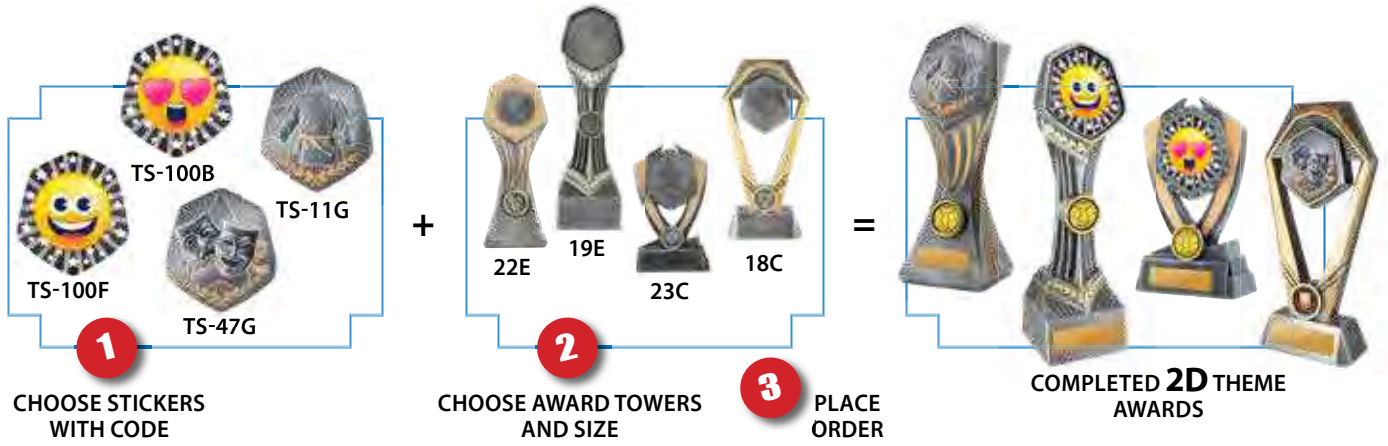 TS-100B
TS-11G
TS-100F
TS-47G
1
CHOOSE STICKERS
WITH CODE
+
22E
19E
23C
18C
2
CHOOSE AWARD TOWERS
AND SIZE
3
PLACE
ORDER
=
COMPLETED 2D THEME
AWARDS